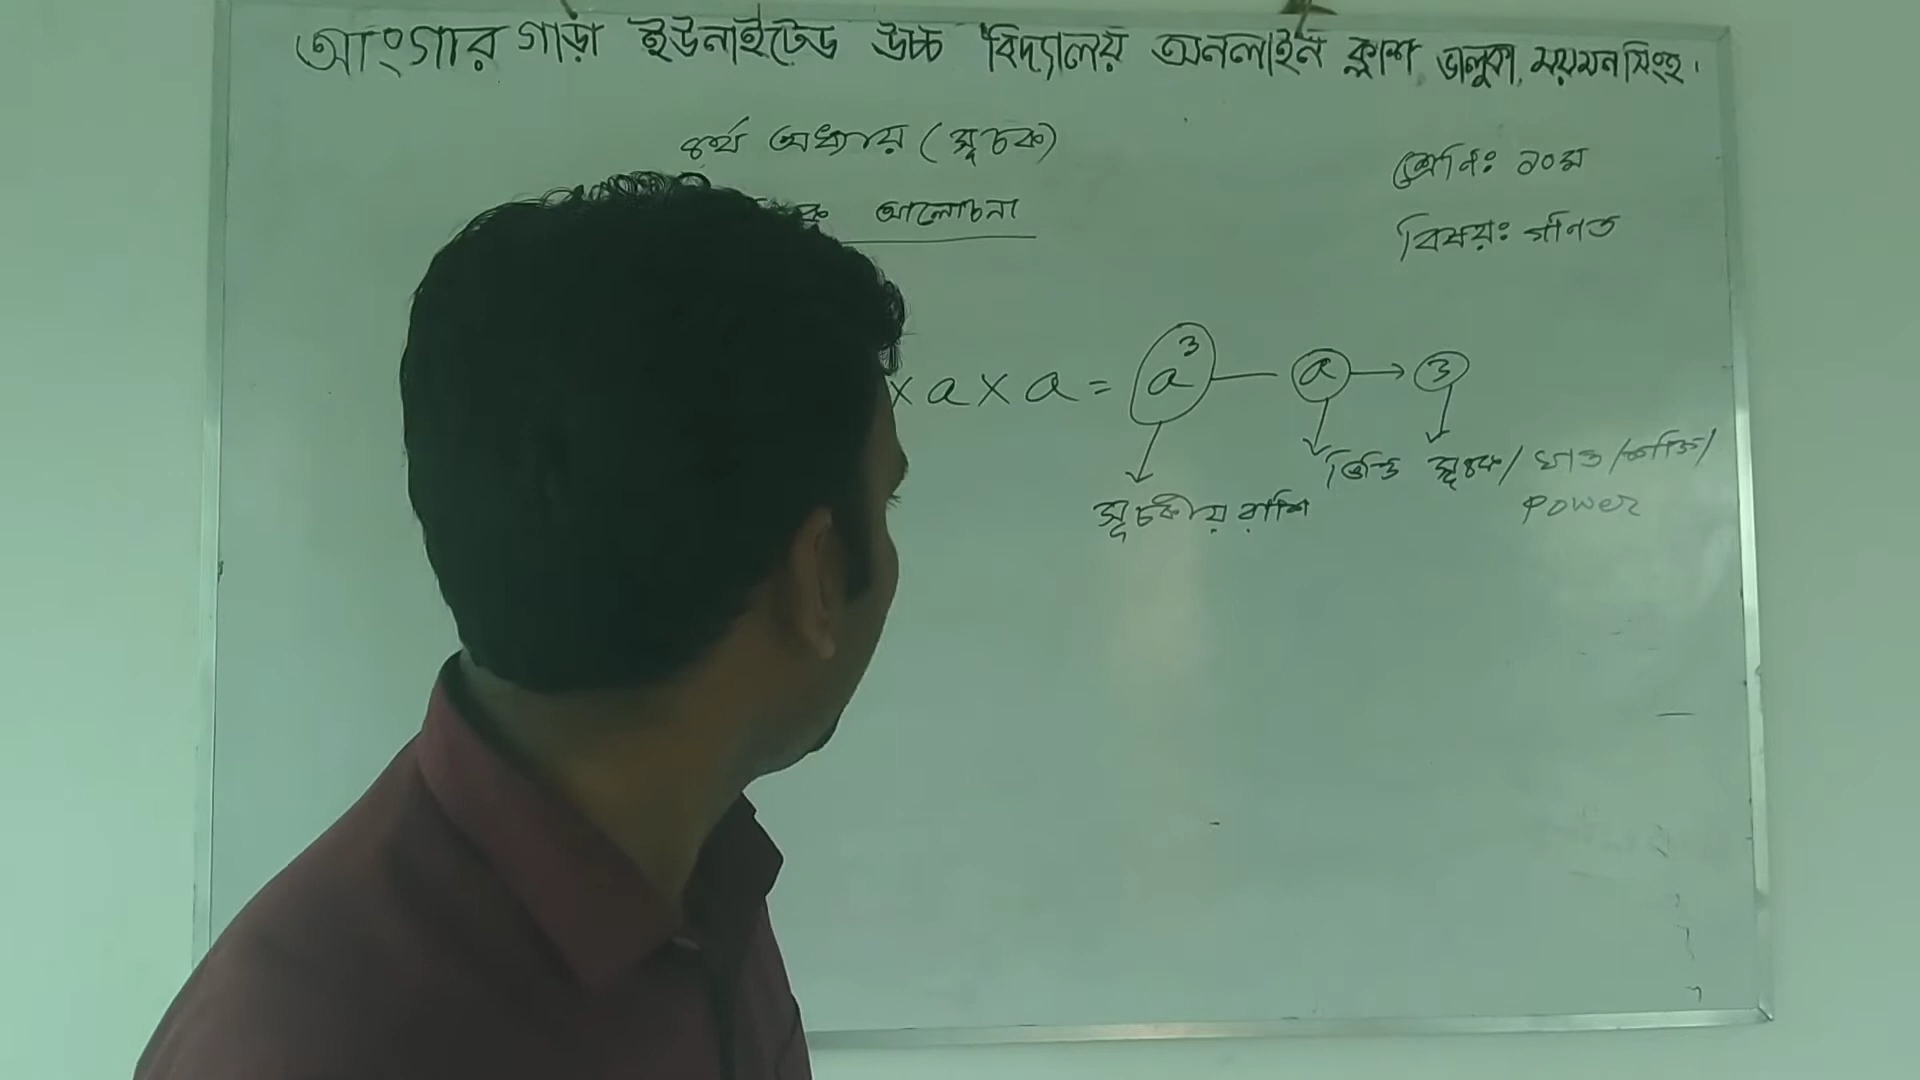 আংগার গাড়া ইউনাইটেড উচ্চ বিদ্যালয় অনলাইন ক্লাশ, ভালুকা, ময়মনসিংহ।
৪র্থ অধ্যায় (সূচক)
ক আলোচনা
শ্রেণি: ১০ম
বিষয়: গণিত
× a × a = a³ — a → 3
সূচকীয় রাশি
ভিত্তি সূচক/ ঘাত/শক্তি/
Power